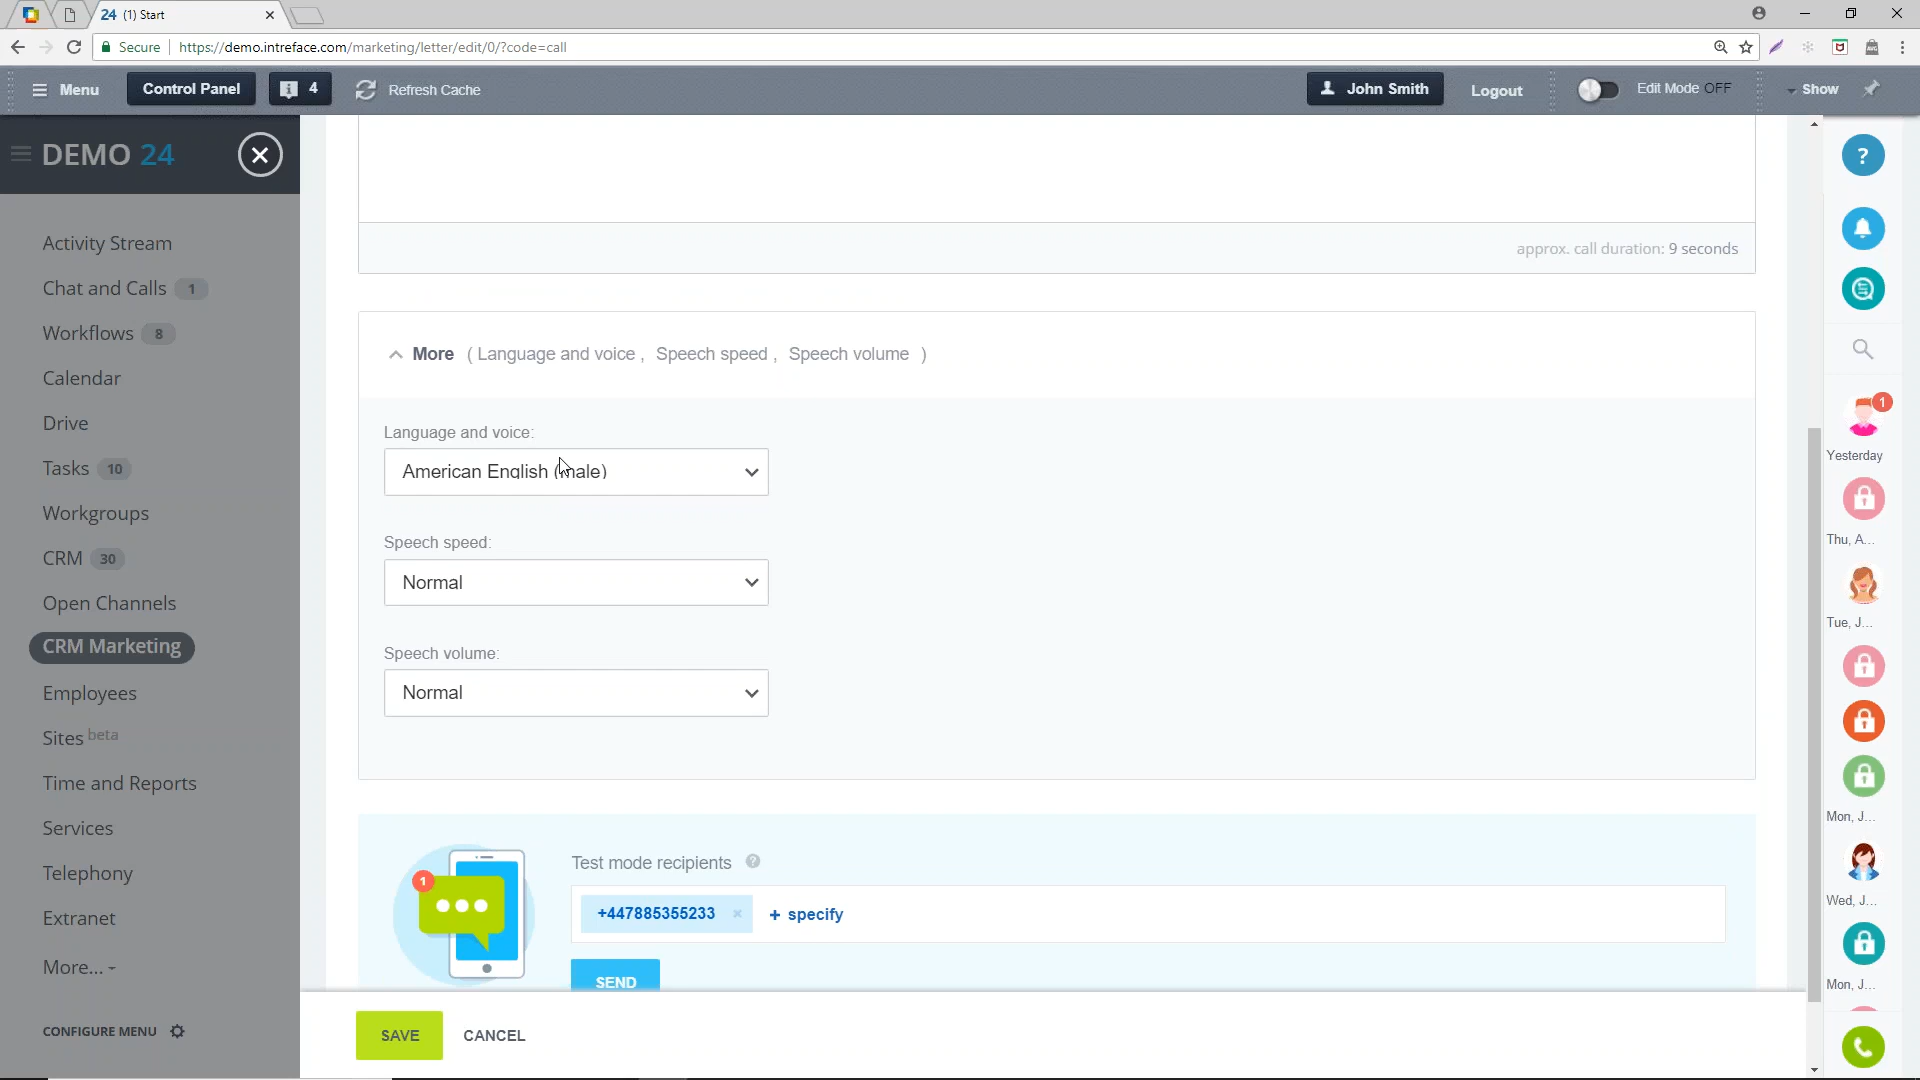 24 (1) Start
Secure https://demo.intreface.com/marketing/letter/edit/0/?code=call
Menu Control Panel 4 Refresh Cache John Smith Logout Edit Mode OFF Show
DEMO 24
Activity Stream
Chat and Calls 1
Workflows 8
Calendar
Drive
Tasks 10
Workgroups
CRM 30
Open Channels
CRM Marketing
Employees
Sites beta
Time and Reports
Services
Telephony
Extranet
More...
CONFIGURE MENU
approx. call duration: 9 seconds
More ( Language and voice , Speech speed , Speech volume )
Language and voice:
American English (male)
Speech speed:
Normal
Speech volume:
Normal
1
Test mode recipients ?
+447885355233 × + specify
SEND
SAVE CANCEL
?
1
Yesterday
Thu, A...
Tue, J...
Mon, J...
Wed, J...
Mon, J...